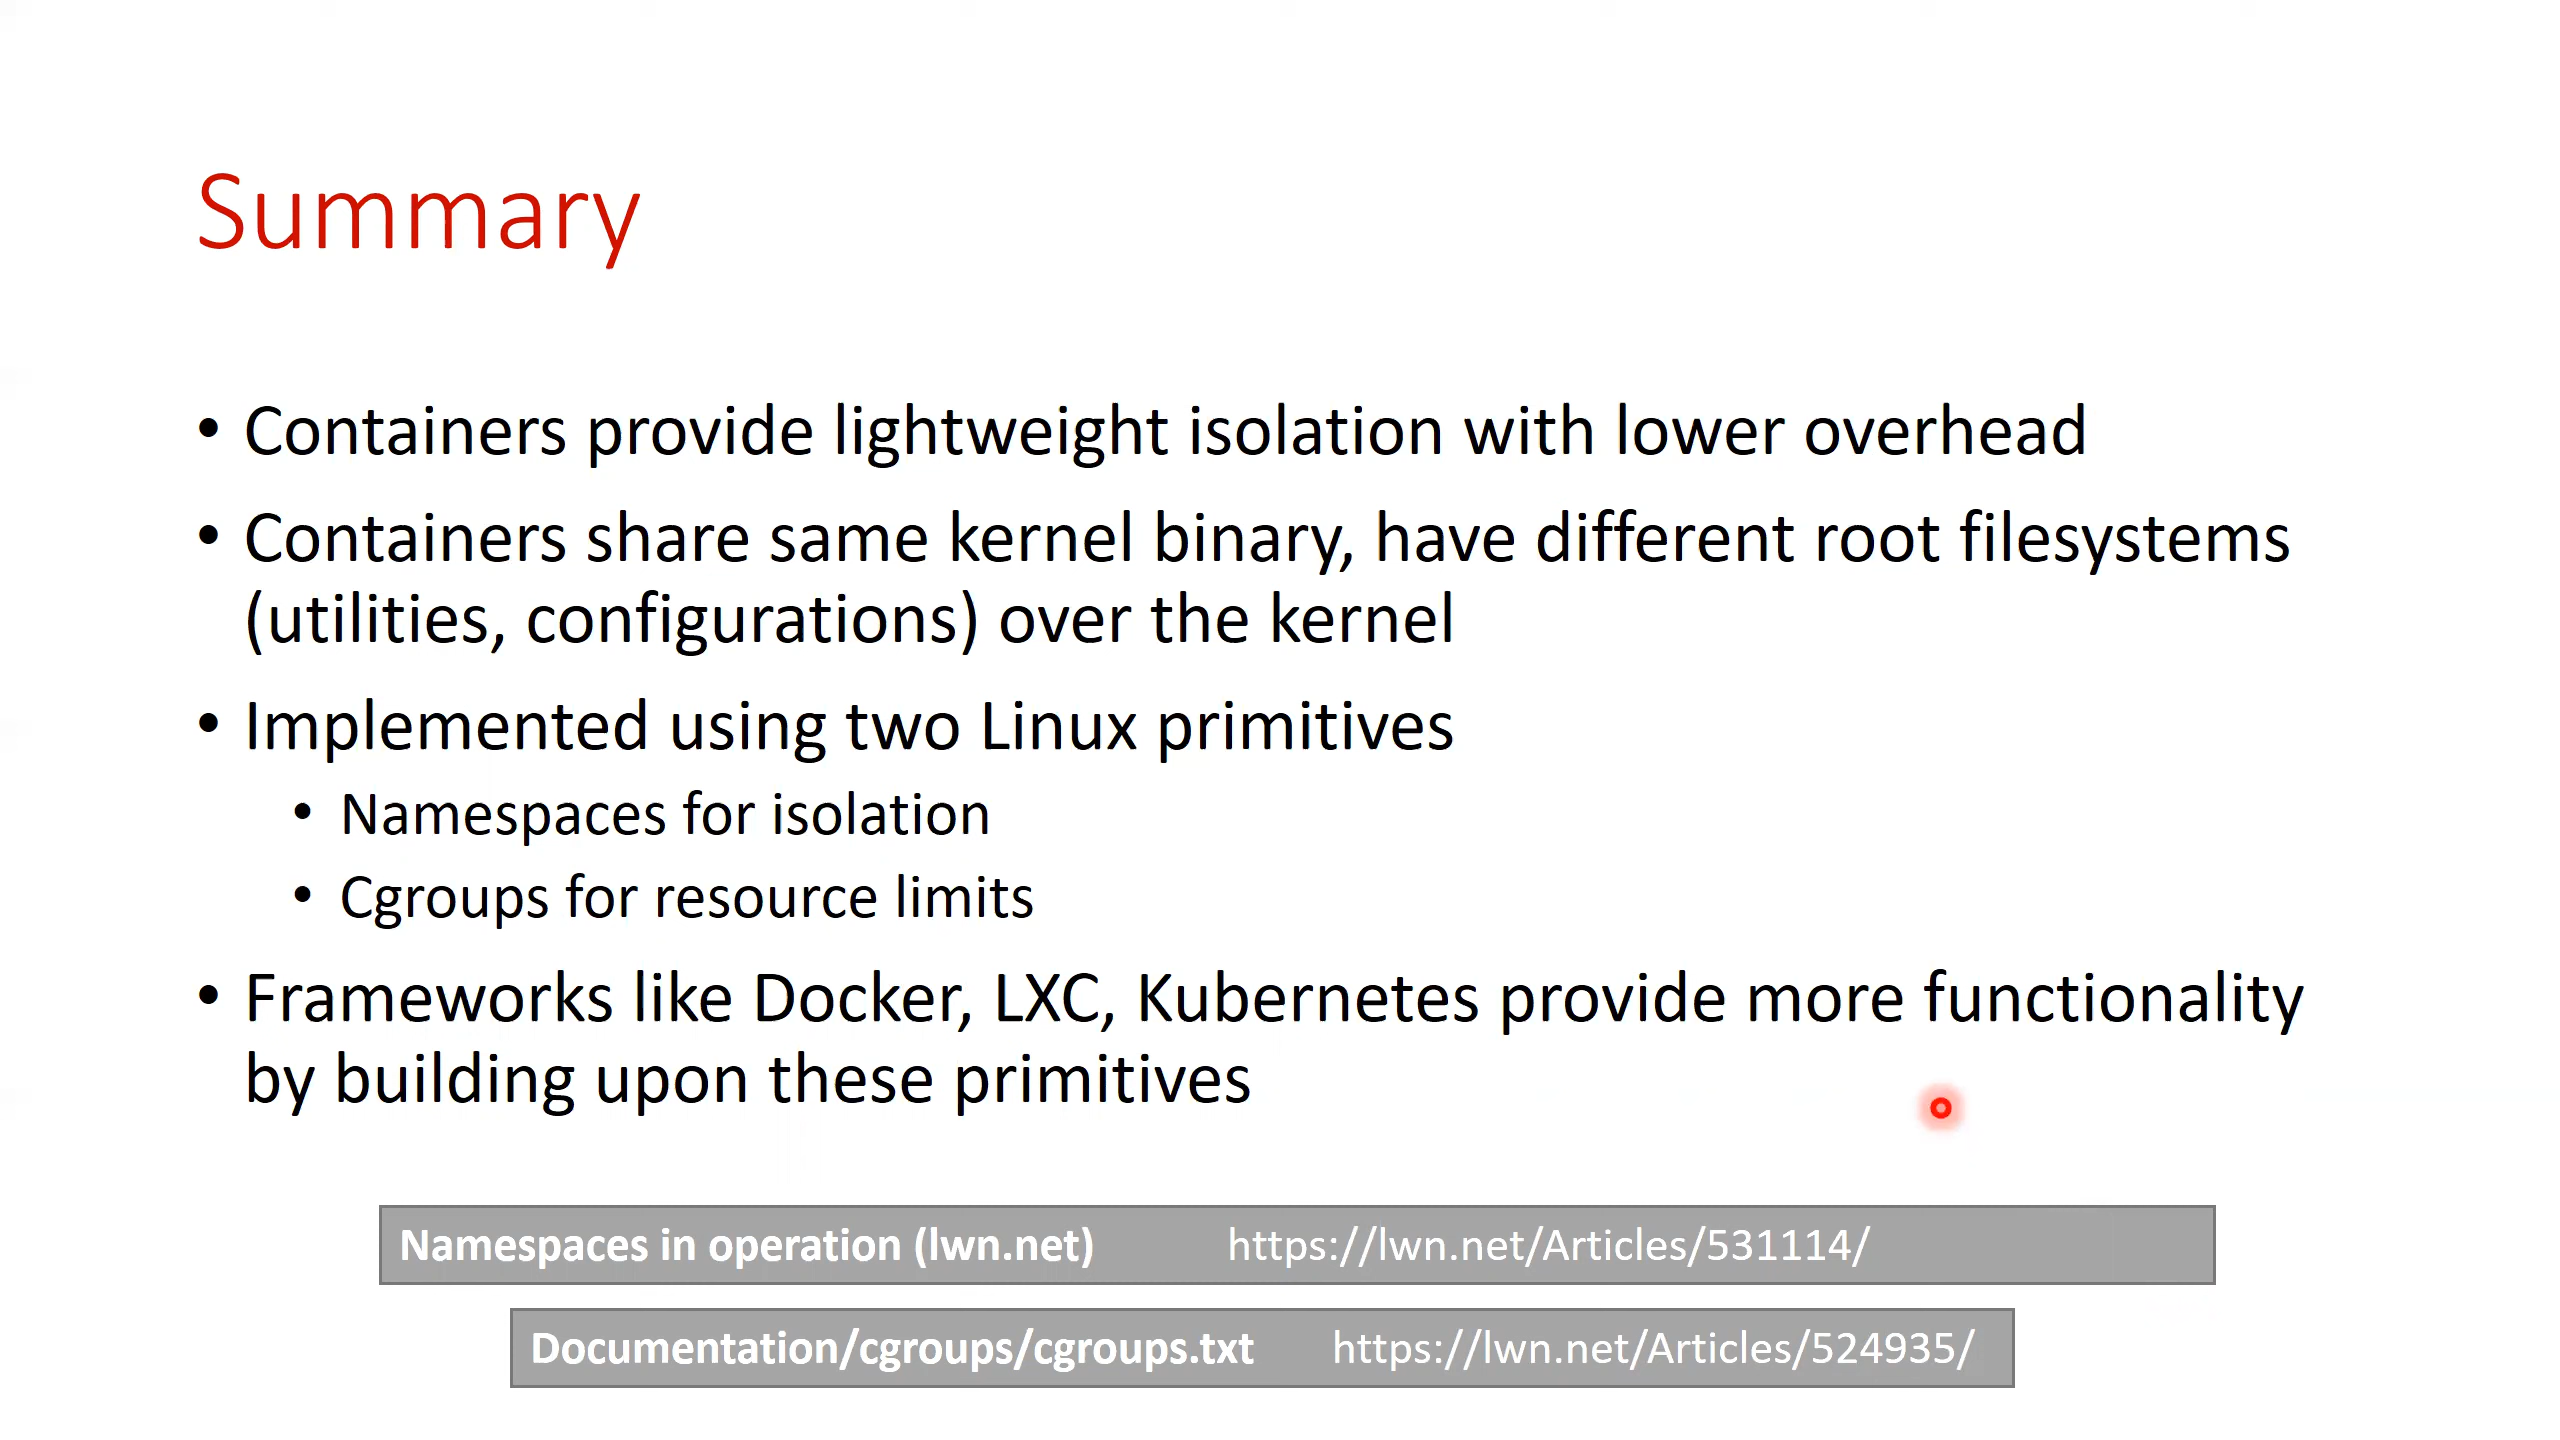 Summary
• Containers provide lightweight isolation with lower overhead
• Containers share same kernel binary, have different root filesystems
(utilities, configurations) over the kernel
• Implemented using two Linux primitives
• Namespaces for isolation
• Cgroups for resource limits
• Frameworks like Docker, LXC, Kubernetes provide more functionality
by building upon these primitives
Namespaces in operation (lwn.net) https://lwn.net/Articles/531114/
Documentation/cgroups/cgroups.txt https://lwn.net/Articles/524935/